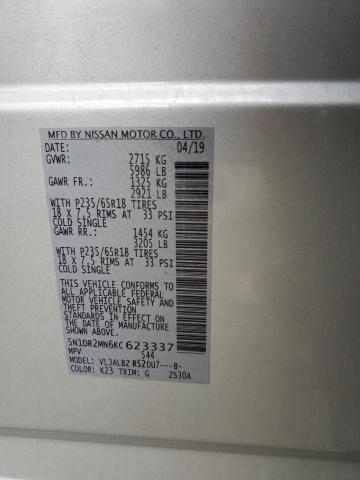 MFD BY NISSAN MOTOR CO., LTD.
DATE: 04/19
GVWR: 2715 KG
5986 LB
GAWR FR.: 1325 KG
2921 LB
WITH P235/65R18 TIRES
18 X 7.5 RIMS AT 33 PSI
COLD SINGLE
GAWR RR.: 1454 KG
3205 LB
WITH P235/65R18 TIRES
18 X 7.5 RIMS AT 33 PSI
COLD SINGLE
THIS VEHICLE CONFORMS TO
ALL APPLICABLE FEDERAL
MOTOR VEHICLE SAFETY AND
THEFT PREVENTION STANDARDS
IN EFFECT ON THE DATE OF
MANUFACTURE SHOWN ABOVE.
5N1DR2MN6KC623337
MPV 544
MODEL: VLJALBZ R52DU7---B-
COLOR: K23 TRIM: G ZS30A